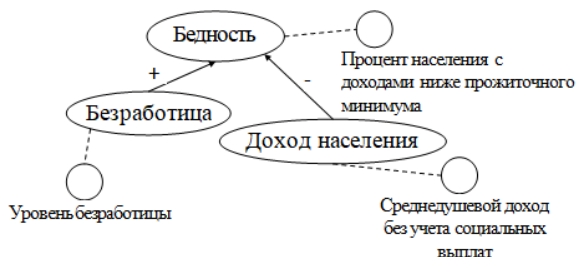 Бедность
Процент населения с
доходами ниже прожиточного
минимума
+
-
Безработица
Доход населения
Уровень безработицы
Среднедушевой доход
без учета социальных
выплат